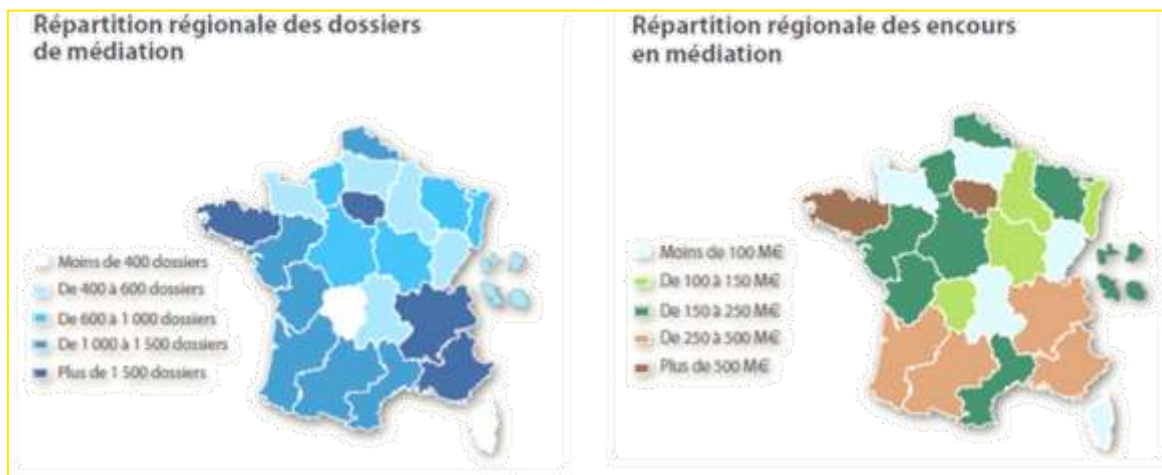 Répartition régionale des dossiers
de médiation
Moins de 400 dossiers
De 400 à 600 dossiers
De 600 à 1 000 dossiers
De 1 000 à 1 500 dossiers
Plus de 1 500 dossiers
Répartition régionale des encours
en médiation
Moins de 100 M€
De 100 à 150 M€
De 150 à 250 M€
De 250 à 500 M€
Plus de 500 M€